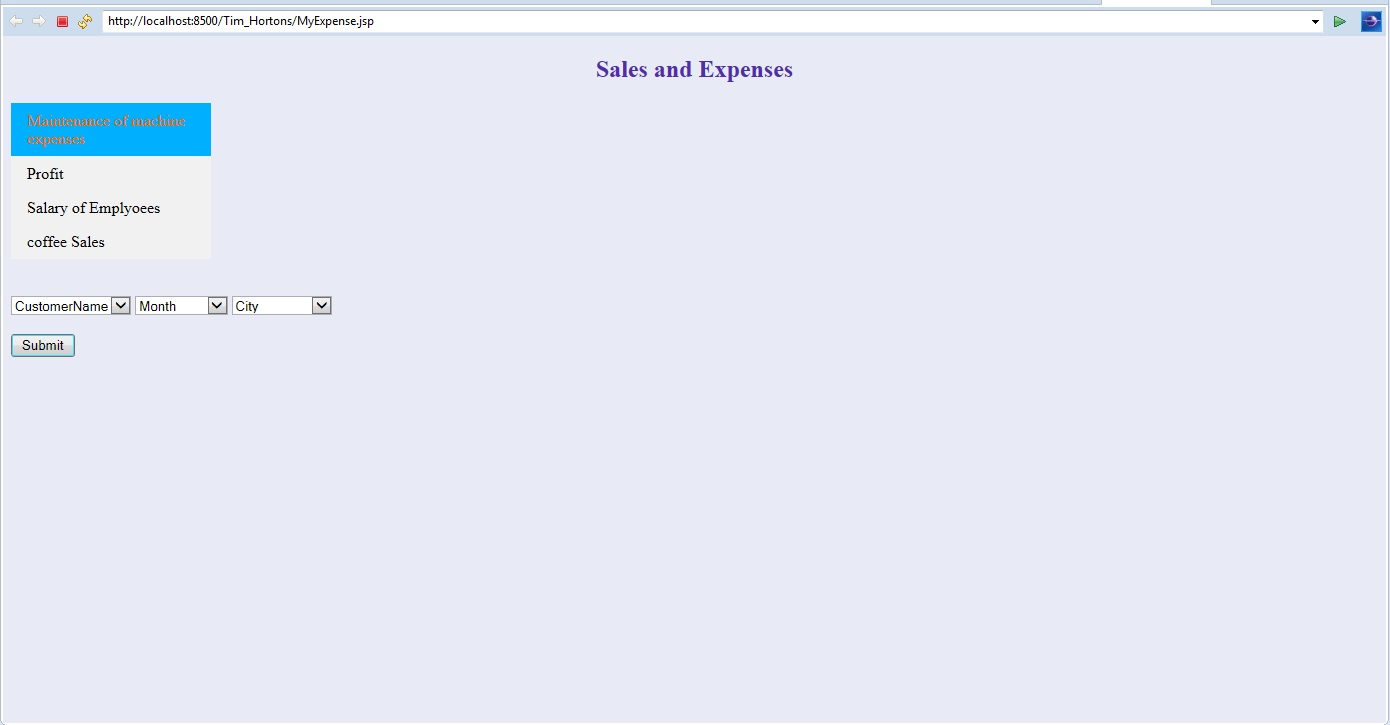 http://localhost:8500/Tim_Hortons/MyExpense.jsp
Sales and Expenses
Maintenance of machine
expenses
Profit
Salary of Emplyoees
coffee Sales
CustomerName Month City
Submit